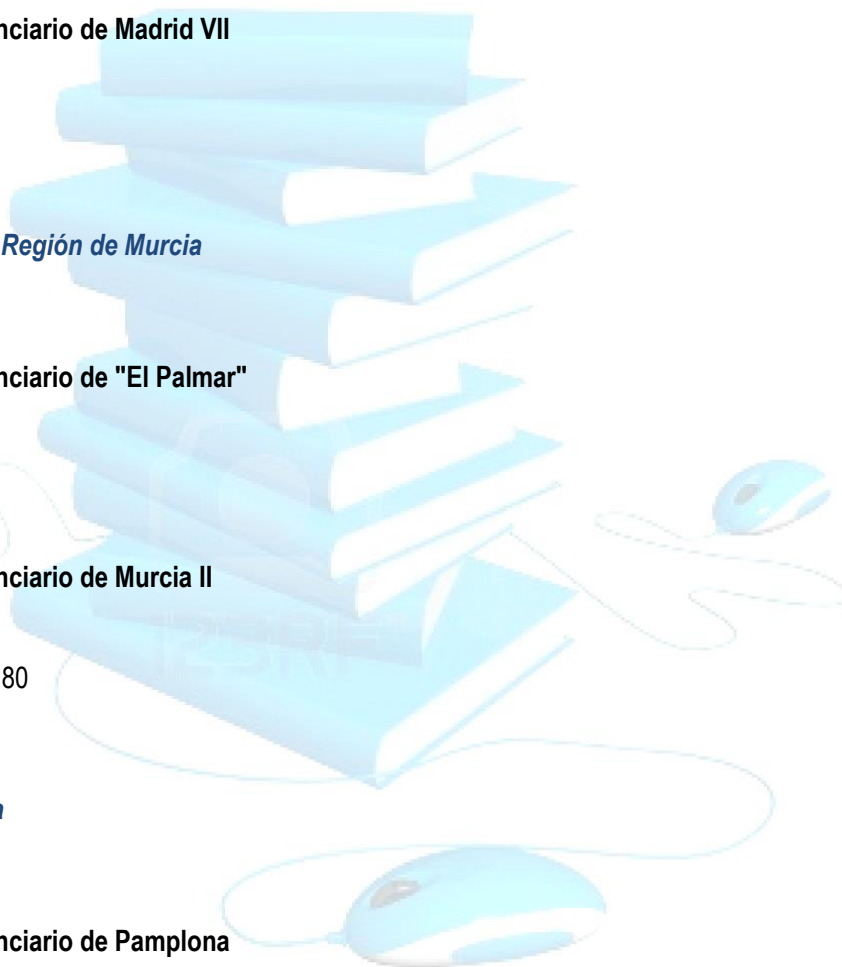 nciario de Madrid VII
Región de Murcia
nciario de "El Palmar"
nciario de Murcia II
80
a
nciario de Pamplona